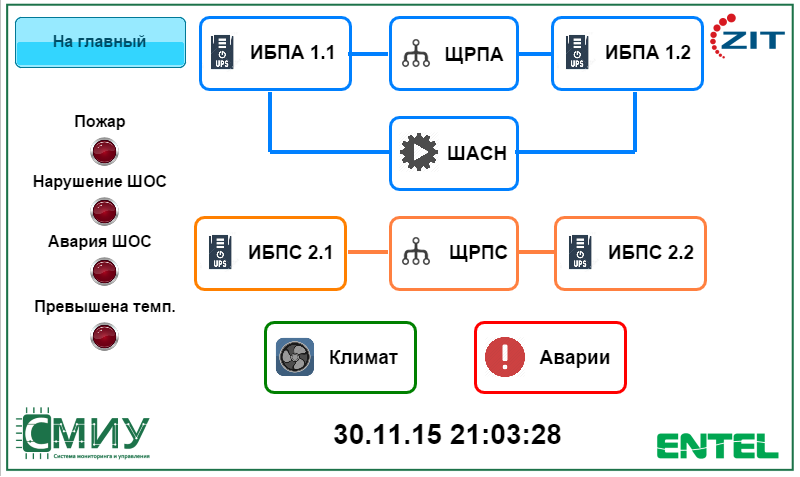 На главный
ИБПА 1.1
UPS
ЩРПА
ИБПА 1.2
UPS
ZIT
Пожар
ШАСН
Нарушение ШОС
Авария ШОС
ИБПС 2.1
UPS
ЩРПС
ИБПС 2.2
UPS
Превышена темп.
Климат
Аварии
СМИУ
Система мониторинга и управления
30.11.15 21:03:28
ENTEL